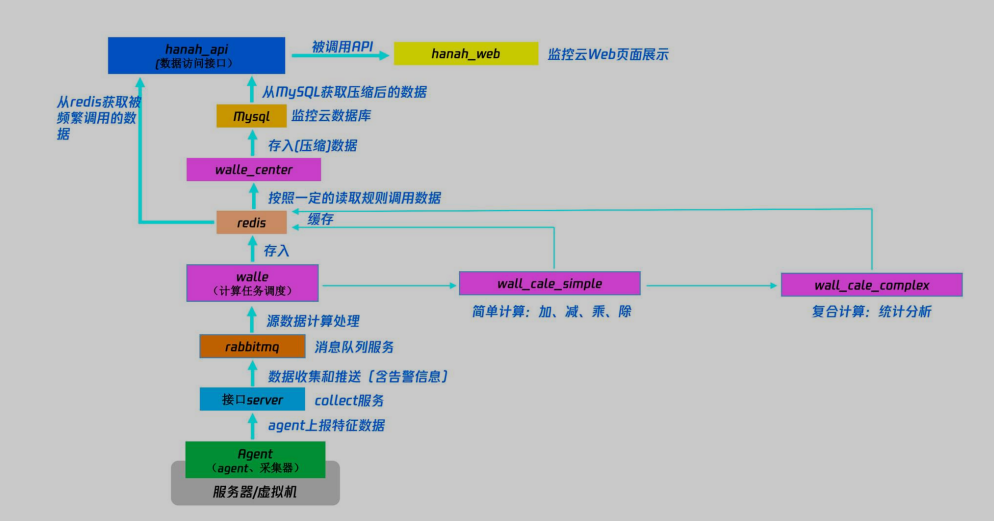 hanah_api
(数据访问接口）
被调用API
hanah_web
监控云Web页面展示
从redis获取被
频繁调用的数
据
从MySQL获取压缩后的数据
Mysql
监控云数据库
存入(压缩)数据
walle_center
按照一定的读取规则调用数据
redis
缓存
存入
walle
（计算任务调度）
wall_cale_simple
wall_cale_complex
简单计算：加、减、乘、除
复合计算：统计分析
源数据计算处理
rabbitmq
消息队列服务
数据收集和推送（含告警信息）
接口server
collect服务
agent上报特征数据
Agent
（agent、采集器）
服务器/虚拟机